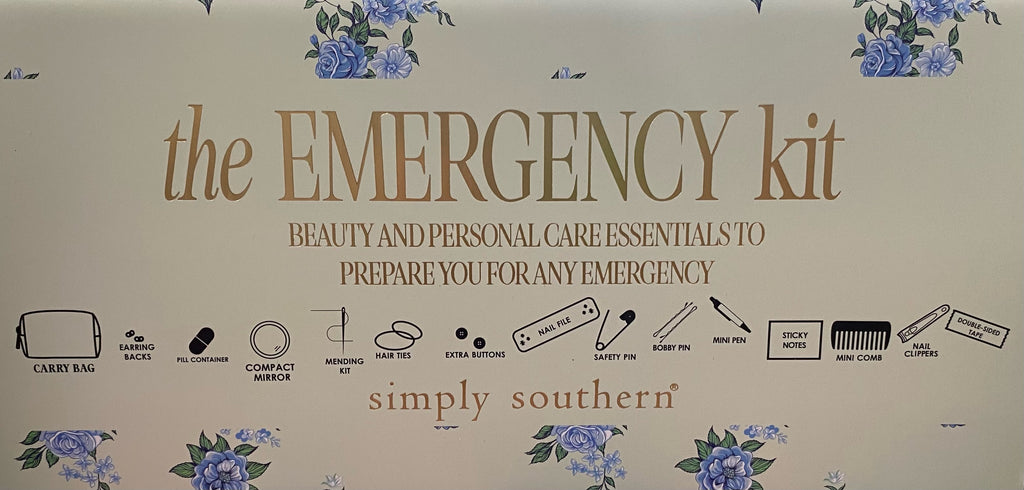 the EMERGENCY kit
BEAUTY AND PERSONAL CARE ESSENTIALS TO
PREPARE YOU FOR ANY EMERGENCY
CARRY BAG
EARRING
BACKS
PILL CONTAINER
COMPACT
MIRROR
MENDING
KIT
HAIR TIES
EXTRA BUTTONS
NAIL FILE
SAFETY PIN
BOBBY PIN
MINI PEN
STICKY
NOTES
MINI COMB
NAIL
CLIPPERS
DOUBLE-SIDED
TAPE
simply southern®